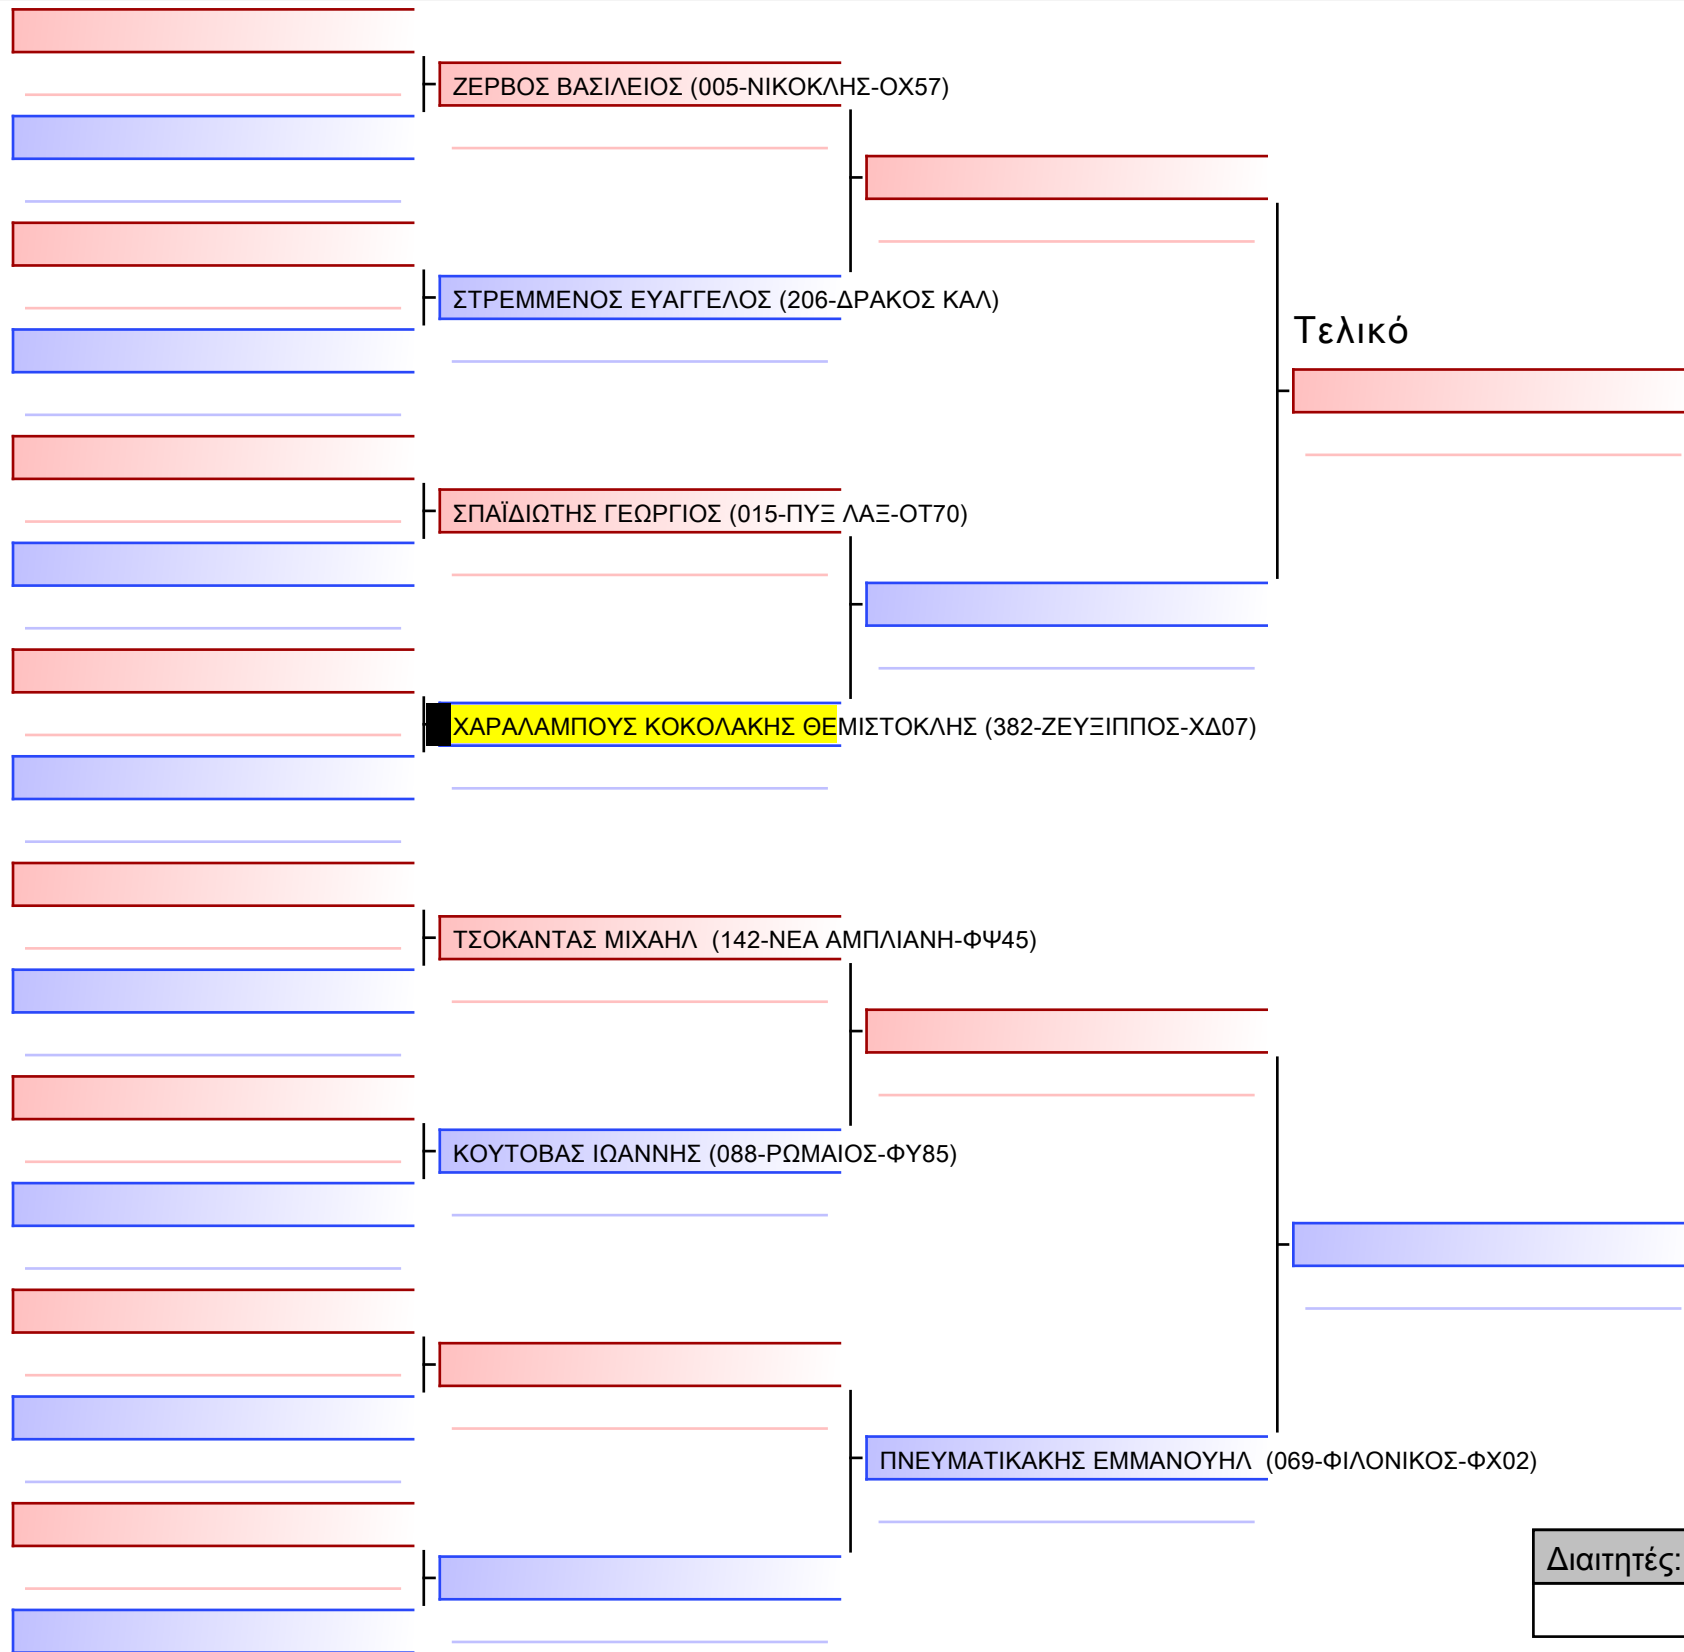 ΖΕΡΒΟΣ ΒΑΣΙΛΕΙΟΣ (005-ΝΙΚΟΚΛΗΣ-ΟΧ57)
ΣΤΡΕΜΜΕΝΟΣ ΕΥΑΓΓΕΛΟΣ (206-ΔΡΑΚΟΣ ΚΑΛ)
Τελικό
ΣΠΑΪΔΙΩΤΗΣ ΓΕΩΡΓΙΟΣ (015-ΠΥΞ ΛΑΞ-ΟΤ70)
ΧΑΡΑΛΑΜΠΟΥΣ ΚΟΚΟΛΑΚΗΣ ΘΕΜΙΣΤΟΚΛΗΣ (382-ΖΕΥΞΙΠΠΟΣ-ΧΔ07)
ΤΣΟΚΑΝΤΑΣ ΜΙΧΑΗΛ (142-ΝΕΑ ΑΜΠΛΙΑΝΗ-ΦΨ45)
ΚΟΥΤΟΒΑΣ ΙΩΑΝΝΗΣ (088-ΡΩΜΑΙΟΣ-ΦΥ85)
ΠΝΕΥΜΑΤΙΚΑΚΗΣ ΕΜΜΑΝΟΥΗΛ (069-ΦΙΛΟΝΙΚΟΣ-ΦΧ02)
Διαιτητές: